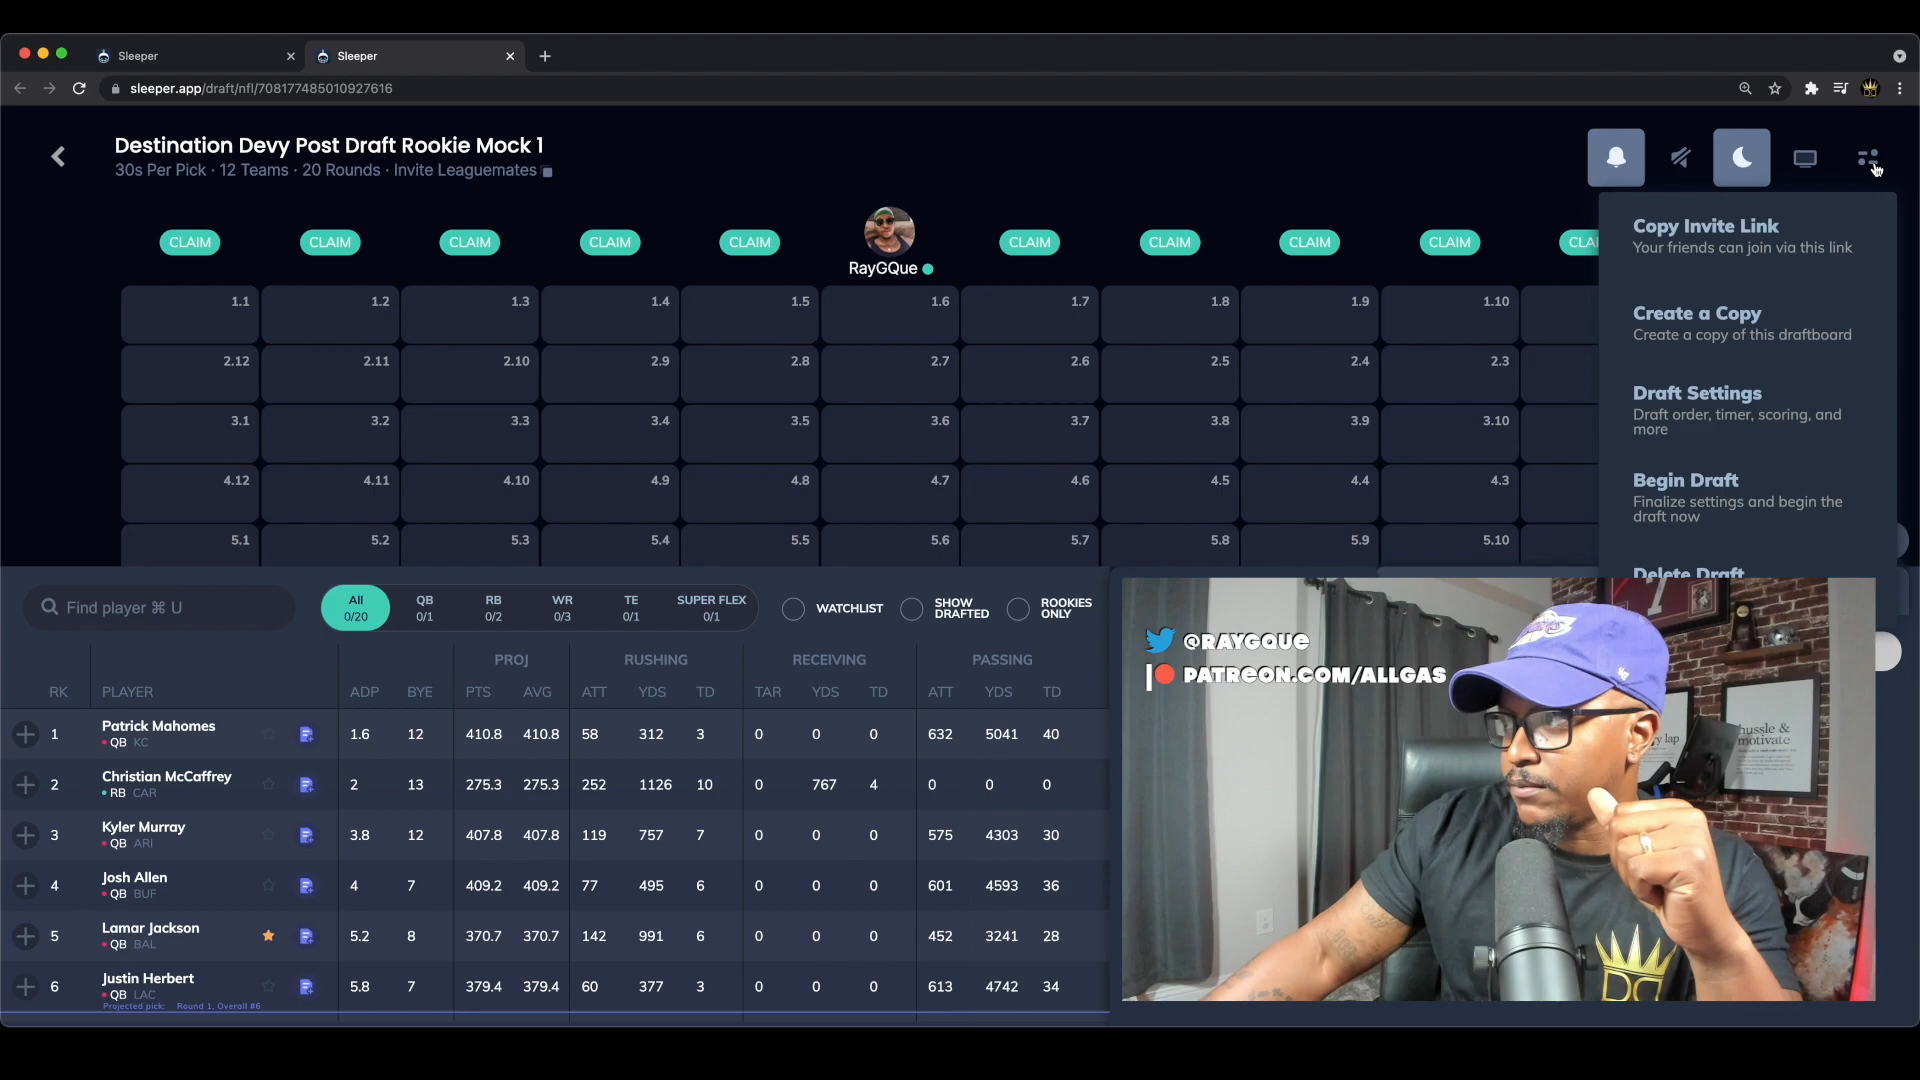 Sleeper
Sleeper
sleeper.app/draft/nfl/708177485010927616
Destination Devy Post Draft Rookie Mock 1
30s Per Pick · 12 Teams · 20 Rounds · Invite Leaguemates
CLAIM CLAIM CLAIM CLAIM CLAIM CLAIM CLAIM CLAIM CLAIM CLAI
RayGQue
1.1 1.2 1.3 1.4 1.5 1.6 1.7 1.8 1.9 1.10
2.12 2.11 2.10 2.9 2.8 2.7 2.6 2.5 2.4 2.3
3.1 3.2 3.3 3.4 3.5 3.6 3.7 3.8 3.9 3.10
4.12 4.11 4.10 4.9 4.8 4.7 4.6 4.5 4.4 4.3
5.1 5.2 5.3 5.4 5.5 5.6 5.7 5.8 5.9 5.10
Copy Invite Link
Your friends can join via this link
Create a Copy
Create a copy of this draftboard
Draft Settings
Draft order, timer, scoring, and
more
Begin Draft
Finalize settings and begin the
draft now
Delete Draft
Find player ⌘ U
All QB RB WR TE SUPER FLEX
0/20 0/1 0/2 0/3 0/1 0/1
WATCHLIST
SHOW
DRAFTED
ROOKIES
ONLY
PROJ RUSHING RECEIVING PASSING
RK PLAYER ADP BYE PTS AVG ATT YDS TD TAR YDS TD ATT YDS TD
1 Patrick Mahomes 1.6 12 410.8 410.8 58 312 3 0 0 0 632 5041 40
QB KC
2 Christian McCaffrey 2 13 275.3 275.3 252 1126 10 0 767 4 0 0 0
RB CAR
3 Kyler Murray 3.8 12 407.8 407.8 119 757 7 0 0 0 575 4303 30
QB ARI
4 Josh Allen 4 7 409.2 409.2 77 495 6 0 0 0 601 4593 36
QB BUF
5 Lamar Jackson 5.2 8 370.7 370.7 142 991 6 0 0 0 452 3241 28
QB BAL
6 Justin Herbert 5.8 7 379.4 379.4 60 377 3 0 0 0 613 4742 34
QB LAC
Projected pick: Round 1, Overall #6
@RAYGQUE
PATREON.COM/ALLGAS
hussle &
motivate